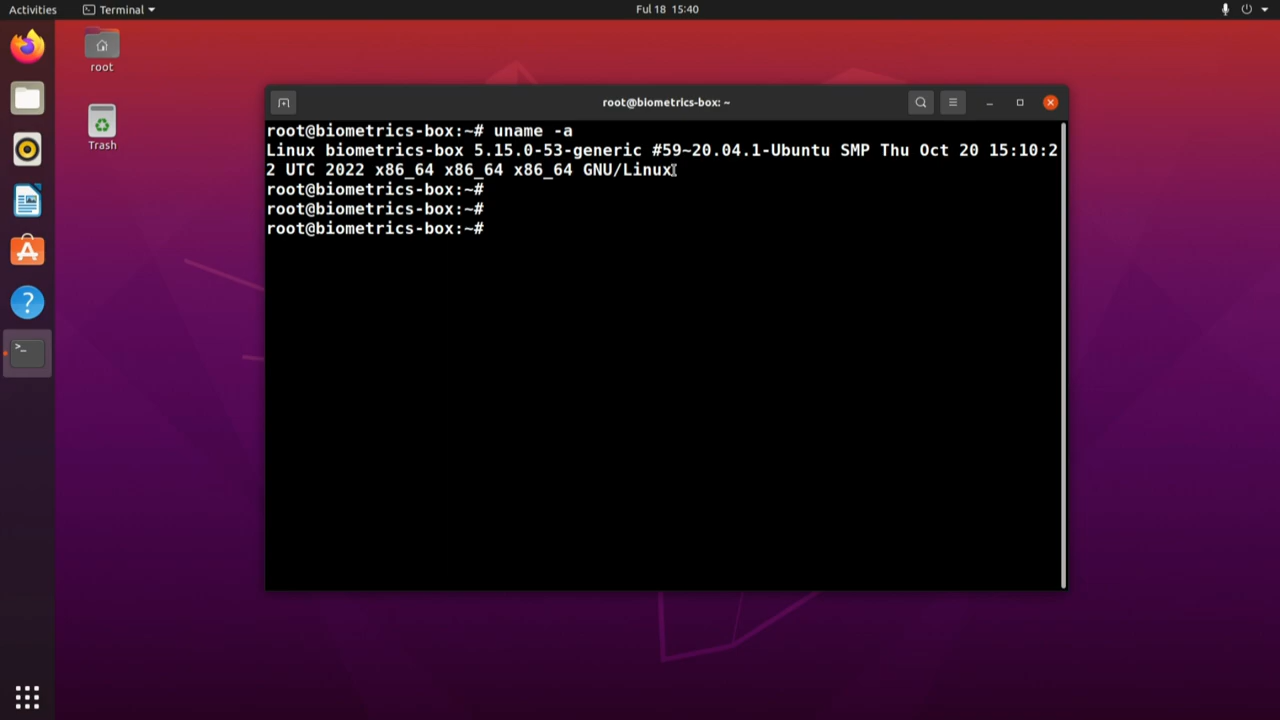 Activities
Terminal
Ful 18 15:40
root
Trash
root@biometrics-box: ~
root@biometrics-box:~# uname -a
Linux biometrics-box 5.15.0-53-generic #59~20.04.1-Ubuntu SMP Thu Oct 20 15:10:2
2 UTC 2022 x86_64 x86_64 x86_64 GNU/Linux
root@biometrics-box:~#
root@biometrics-box:~#
root@biometrics-box:~#